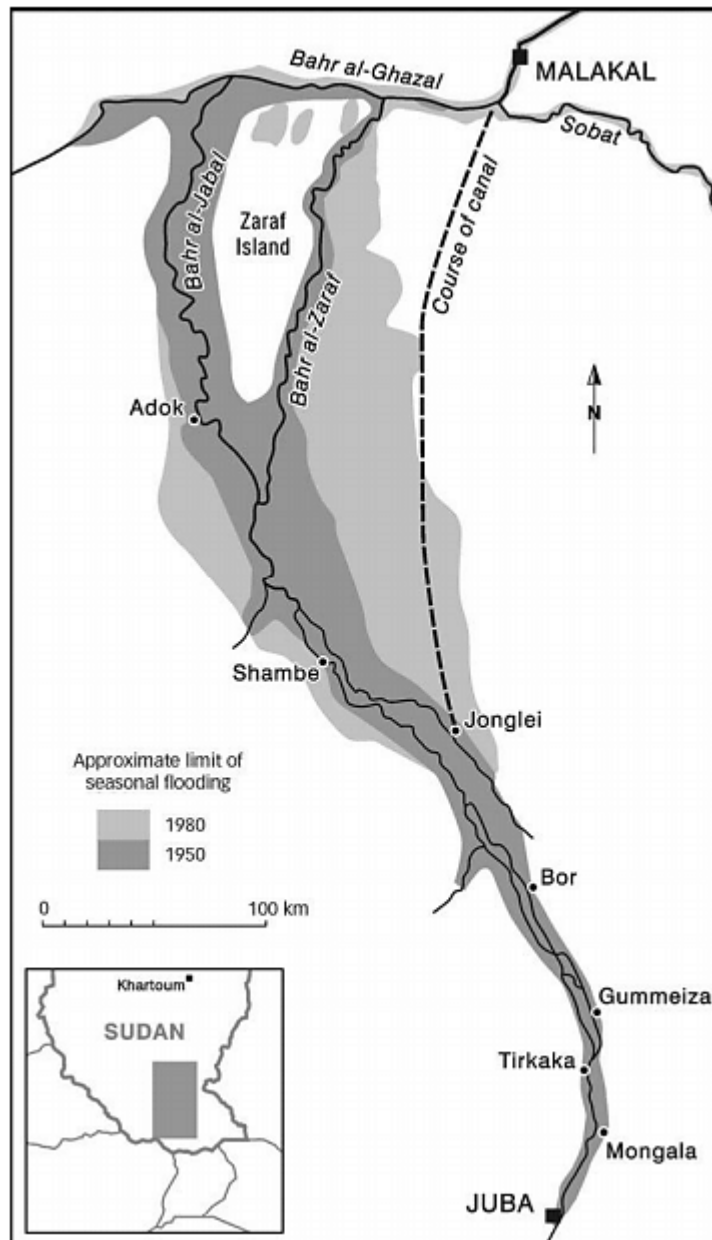 Bahr al-Ghazal
MALAKAL
Sobat
Bahr al-Jabal
Zaraf
Island
Bahr al-Zaraf
Course of canal
Adok
N
Shambe
Jonglei
Approximate limit of
seasonal flooding
1980
1950
Bor
0 100 km
Khartoum
SUDAN
Gummeiza
Tirkaka
Mongala
JUBA